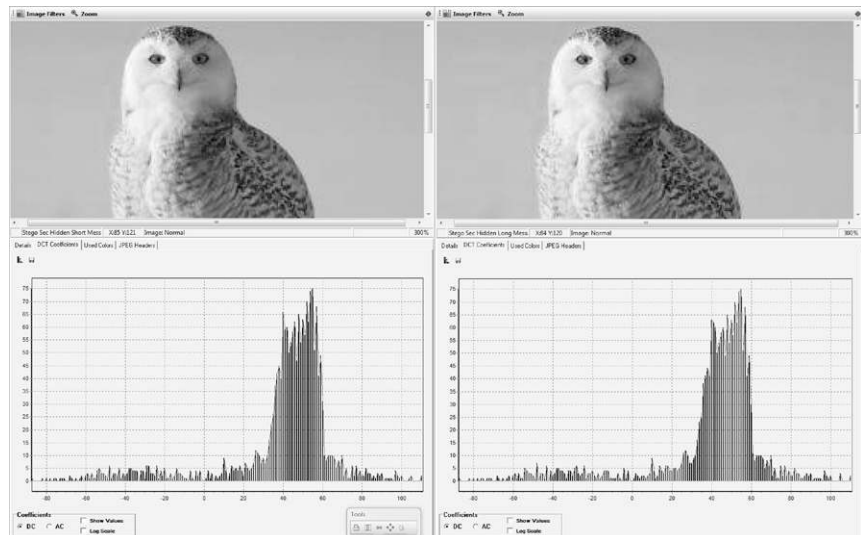 Image Filters Zoom
Stego Sec Hidden Short Mess X:85 Y:121 Image: Normal 300%
Details DCT Coefficients Used Colors JPEG Headers
75
70
65
60
55
50
45
40
35
30
25
20
15
10
5
0
-80 -60 -40 -20 0 20 40 60 80 100
Coefficients
DC AC
Show Values
Log Scale
Tools
Image Filters Zoom
Stego Sec Hidden Long Mess X:84 Y:120 Image: Normal 300%
Details DCT Coefficients Used Colors JPEG Headers
75
70
65
60
55
50
45
40
35
30
25
20
15
10
5
0
-80 -60 -40 -20 0 20 40 60 80 100
Coefficients
DC AC
Show Values
Log Scale